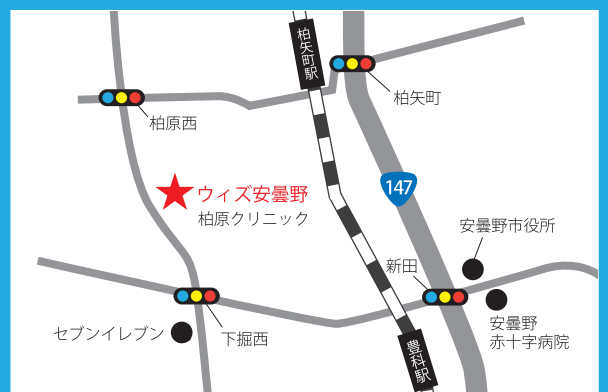 柏矢町駅
柏矢町
柏原西
147
ウィズ安曇野
柏原クリニック
安曇野市役所
新田
安曇野
赤十字病院
セブンイレブン
下掘西
豊科駅